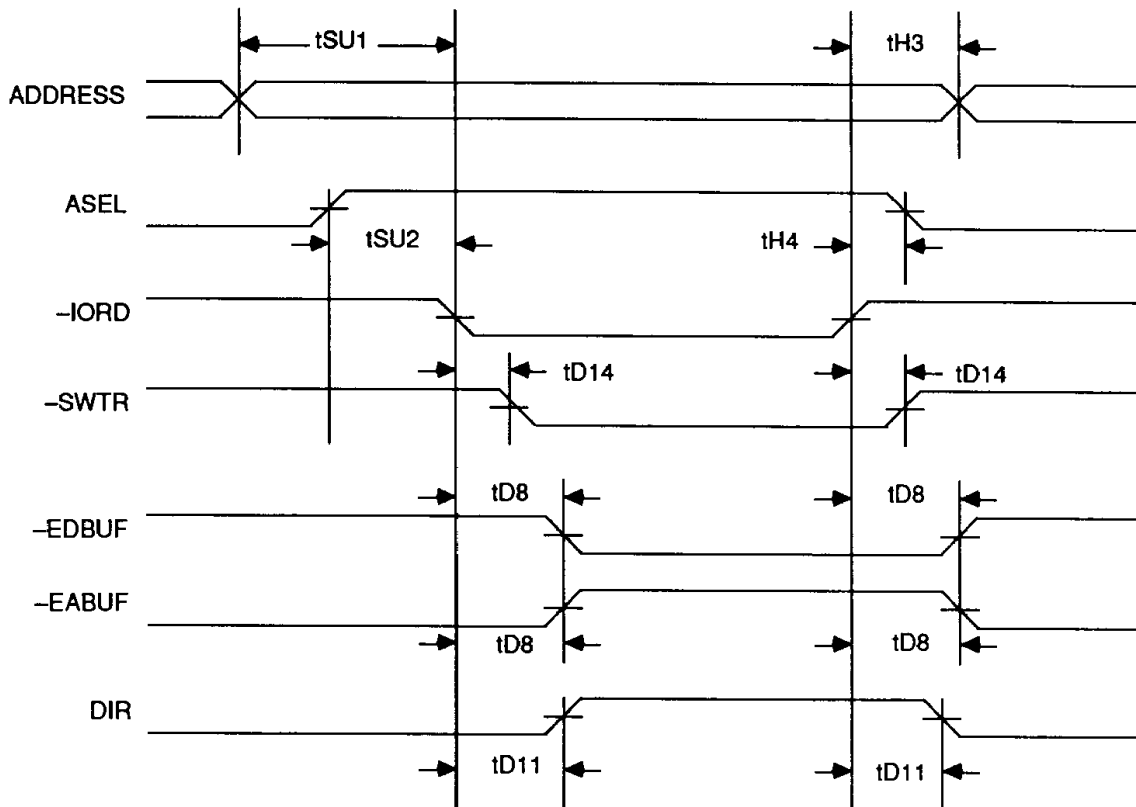 tSU1
tH3
ADDRESS
ASEL
tSU2
tH4
–IORD
tD14
tD14
–SWTR
tD8
tD8
–EDBUF
–EABUF
tD8
tD8
DIR
tD11
tD11